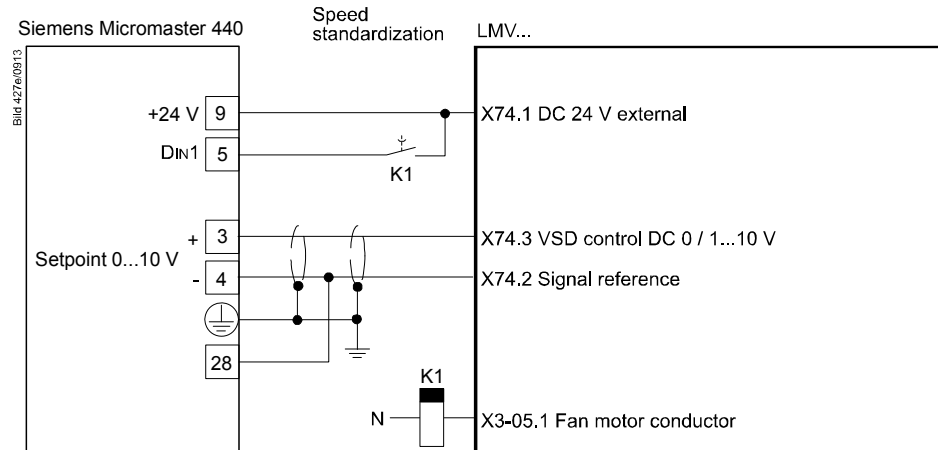 Siemens Micromaster 440
Speed
standardization
LMV...
Bild 427e/0913
+24 V 9
X74.1 DC 24 V external
DIN1 5
K1
+ 3
X74.3 VSD control DC 0 / 1...10 V
Setpoint 0...10 V
- 4
X74.2 Signal reference
28
K1
N
X3-05.1 Fan motor conductor